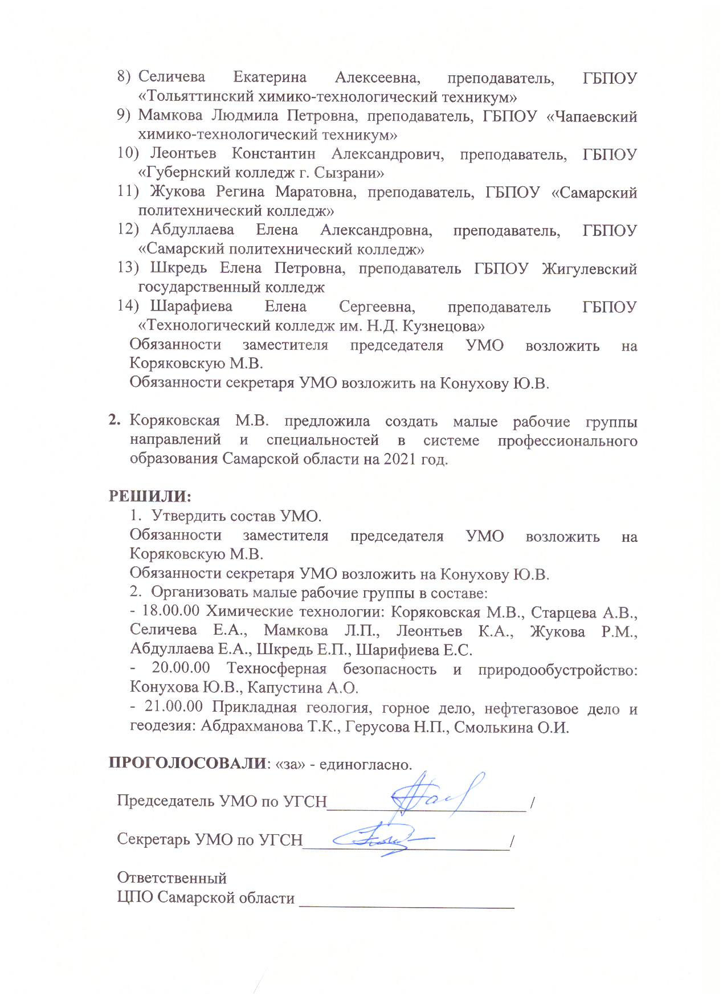 8) Селичева Екатерина Алексеевна, преподаватель, ГБПОУ
«Тольяттинский химико-технологический техникум»
9) Мамкова Людмила Петровна, преподаватель, ГБПОУ «Чапаевский
химико-технологический техникум»
10) Леонтьев Константин Александрович, преподаватель, ГБПОУ
«Губернский колледж г. Сызрани»
11) Жукова Регина Маратовна, преподаватель, ГБПОУ «Самарский
политехнический колледж»
12) Абдуллаева Елена Александровна, преподаватель, ГБПОУ
«Самарский политехнический колледж»
13) Шкредь Елена Петровна, преподаватель ГБПОУ Жигулевский
государственный колледж
14) Шарафиева Елена Сергеевна, преподаватель ГБПОУ
«Технологический колледж им. Н.Д. Кузнецова»
Обязанности заместителя председателя УМО возложить на
Коряковскую М.В.
Обязанности секретаря УМО возложить на Конухову Ю.В.
2. Коряковская М.В. предложила создать малые рабочие группы
направлений и специальностей в системе профессионального
образования Самарской области на 2021 год.
РЕШИЛИ:
1. Утвердить состав УМО.
Обязанности заместителя председателя УМО возложить на
Коряковскую М.В.
Обязанности секретаря УМО возложить на Конухову Ю.В.
2. Организовать малые рабочие группы в составе:
- 18.00.00 Химические технологии: Коряковская М.В., Старцева А.В.,
Селичева Е.А., Мамкова Л.П., Леонтьев К.А., Жукова Р.М.,
Абдуллаева Е.А., Шкредь Е.П., Шарифиева Е.С.
- 20.00.00 Техносферная безопасность и природообустройство:
Конухова Ю.В., Капустина А.О.
- 21.00.00 Прикладная геология, горное дело, нефтегазовое дело и
геодезия: Абдрахманова Т.К., Герусова Н.П., Смолькина О.И.
ПРОГОЛОСОВАЛИ: «за» - единогласно.
Председатель УМО по УГСН_______________________ /
Секретарь УМО по УГСН________________________/
Ответственный
ЦПО Самарской области _________________________